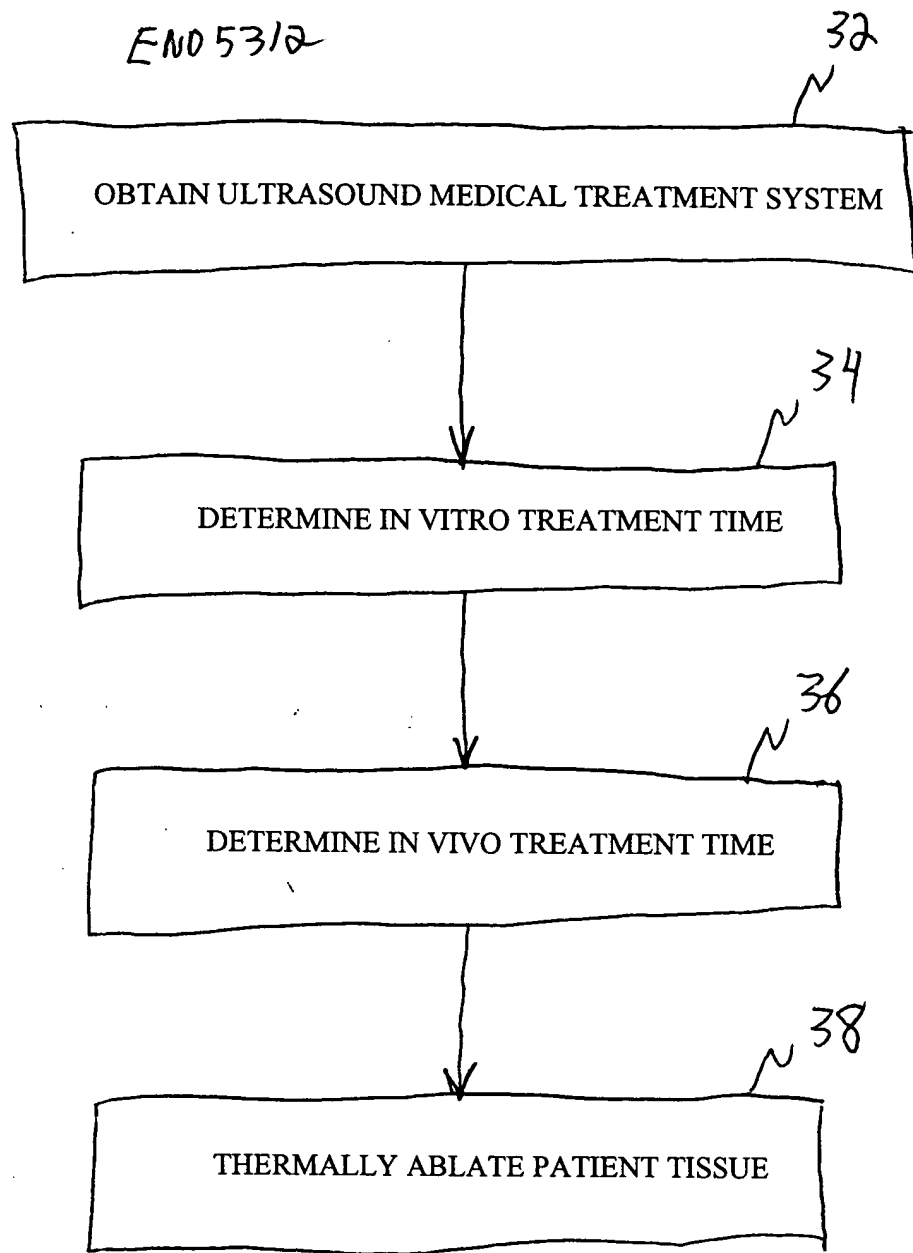 END5312
32
OBTAIN ULTRASOUND MEDICAL TREATMENT SYSTEM
34
DETERMINE IN VITRO TREATMENT TIME
36
DETERMINE IN VIVO TREATMENT TIME
38
THERMALLY ABLATE PATIENT TISSUE